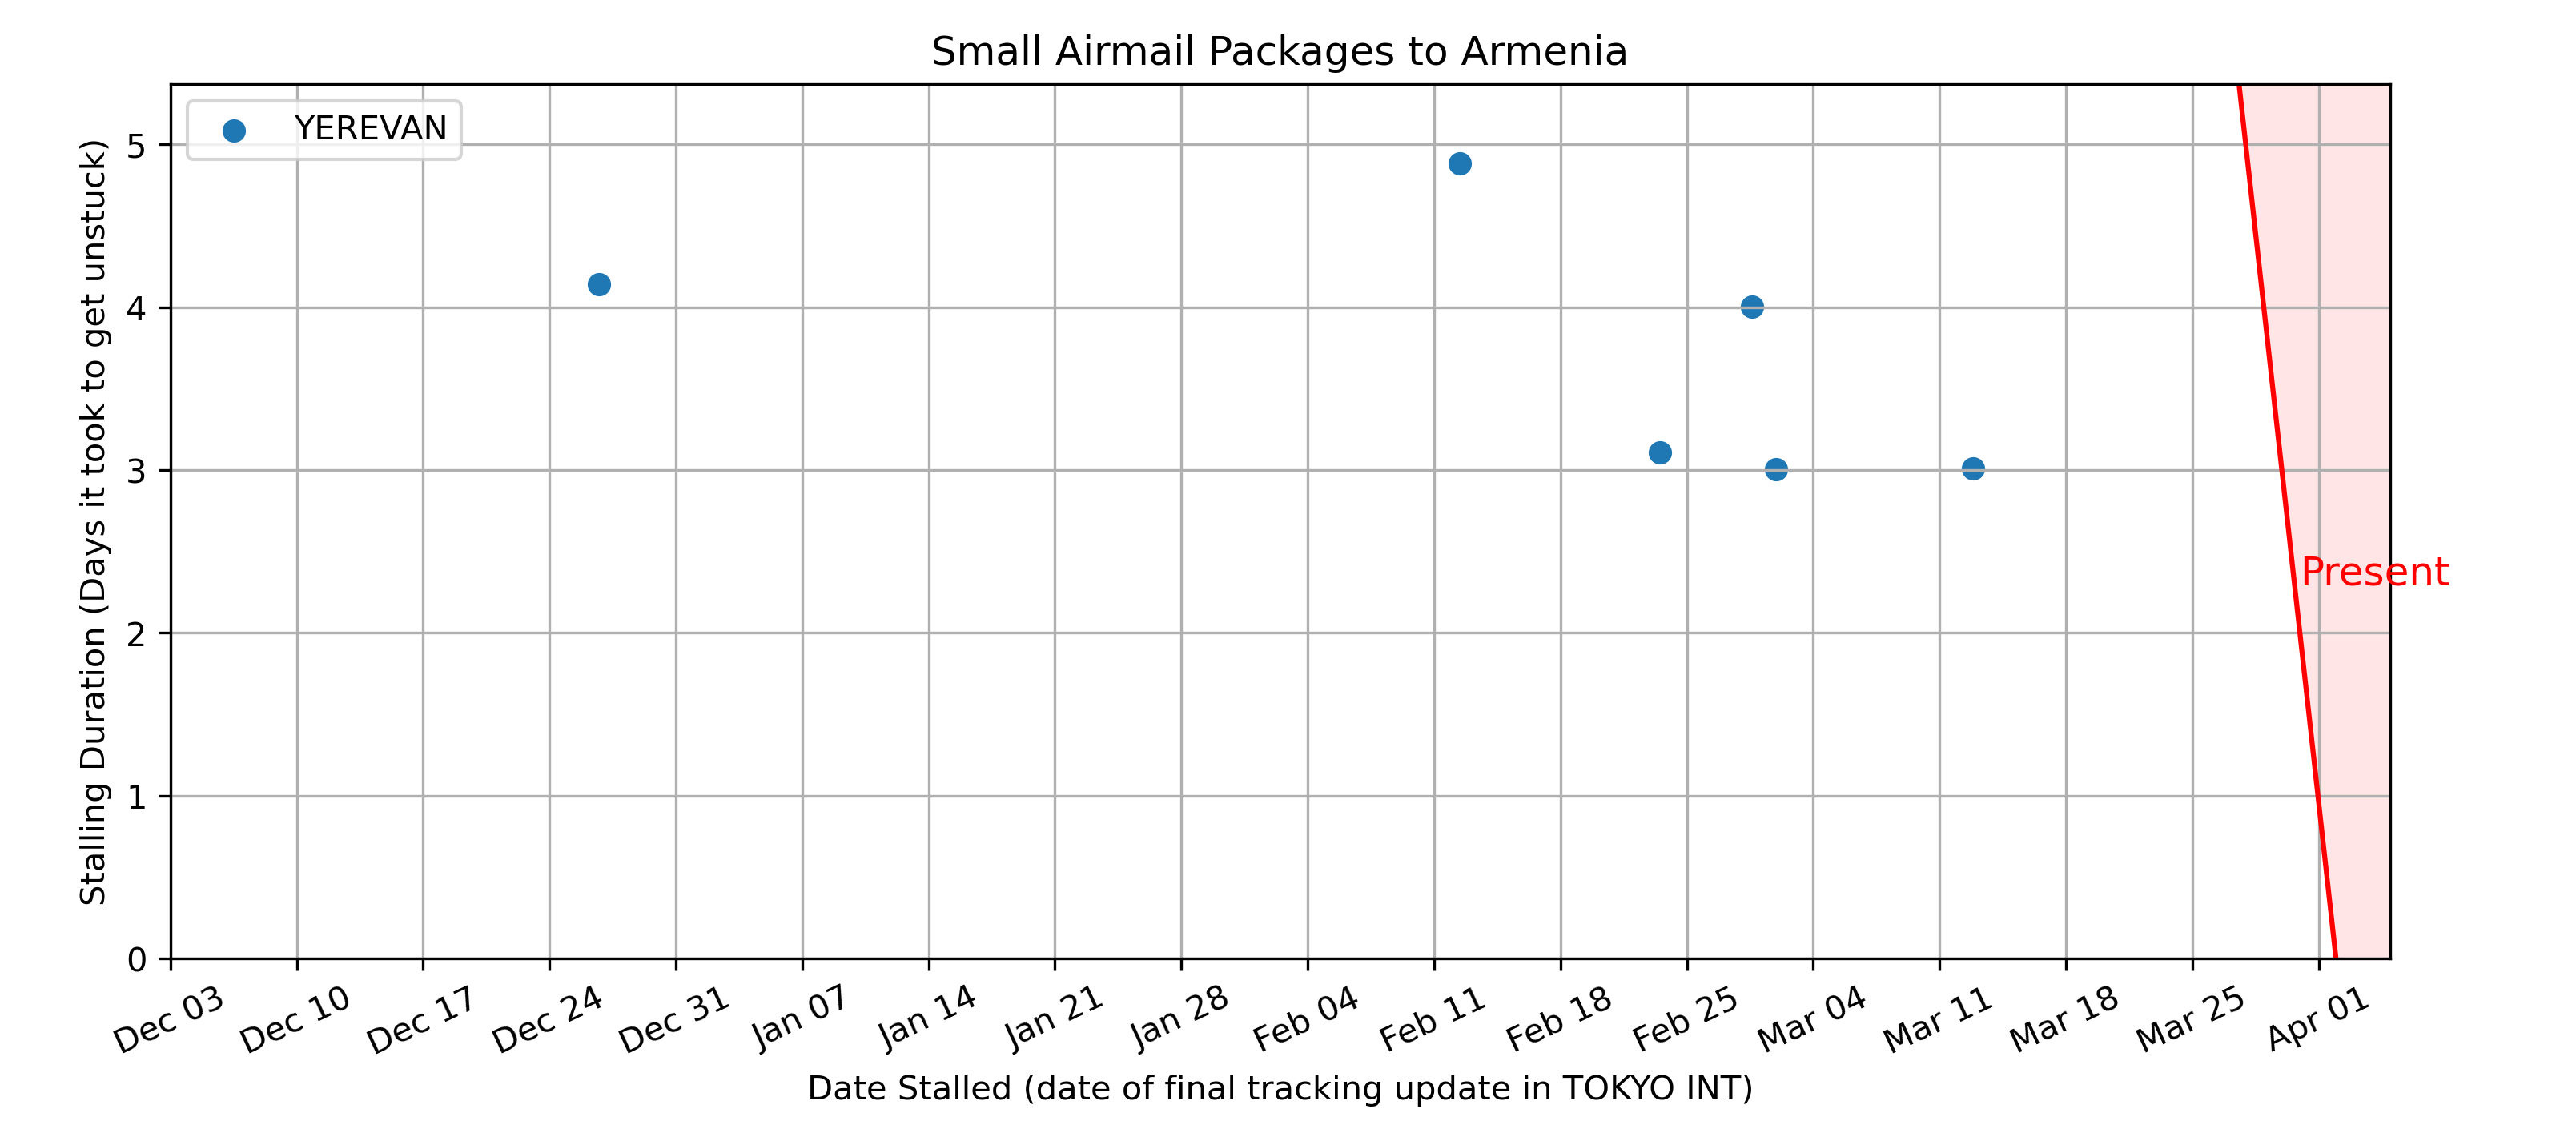 Small Airmail Packages to Armenia
YEREVAN
Stalling Duration (Days it took to get unstuck)
5
4
3
2
1
0
Present
Dec 03
Dec 10
Dec 17
Dec 24
Dec 31
Jan 07
Jan 14
Jan 21
Jan 28
Feb 04
Feb 11
Feb 18
Feb 25
Mar 04
Mar 11
Mar 18
Mar 25
Apr 01
Date Stalled (date of final tracking update in TOKYO INT)